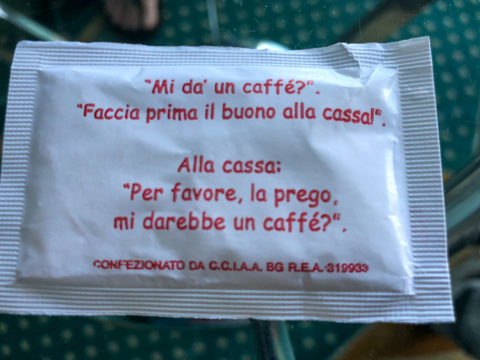 "Mi da' un caffé?".
"Faccia prima il buono alla cassa!".
Alla cassa:
"Per favore, la prego,
mi darebbe un caffé?".
CONFEZIONATO DA C.C.I.A.A. BG R.E.A. 319933